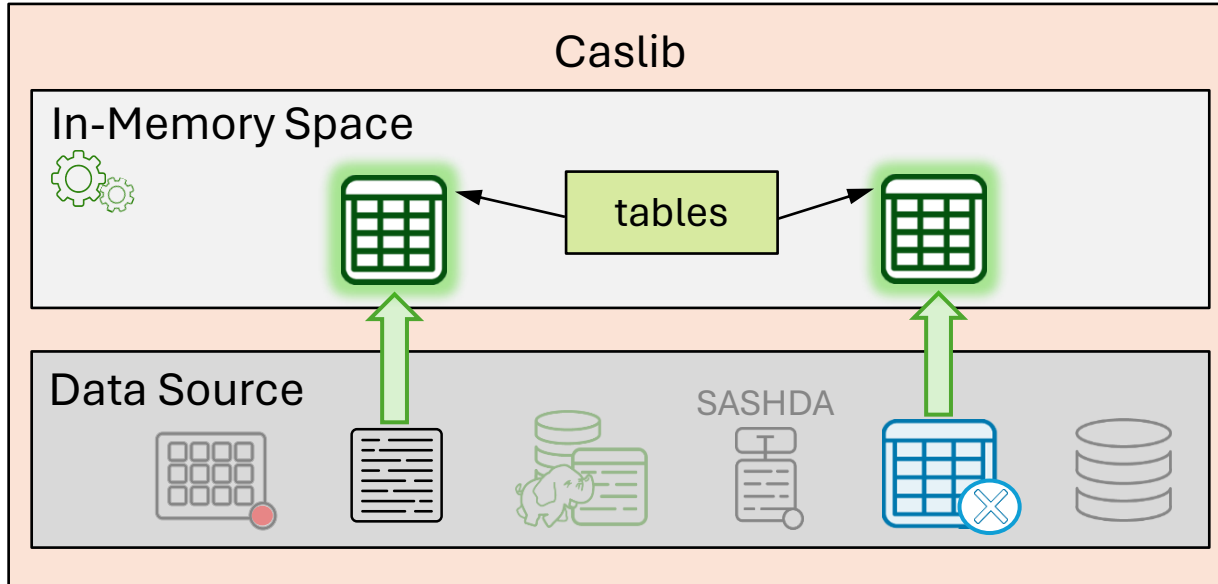 Caslib
In-Memory Space
tables
Data Source
SASHDA